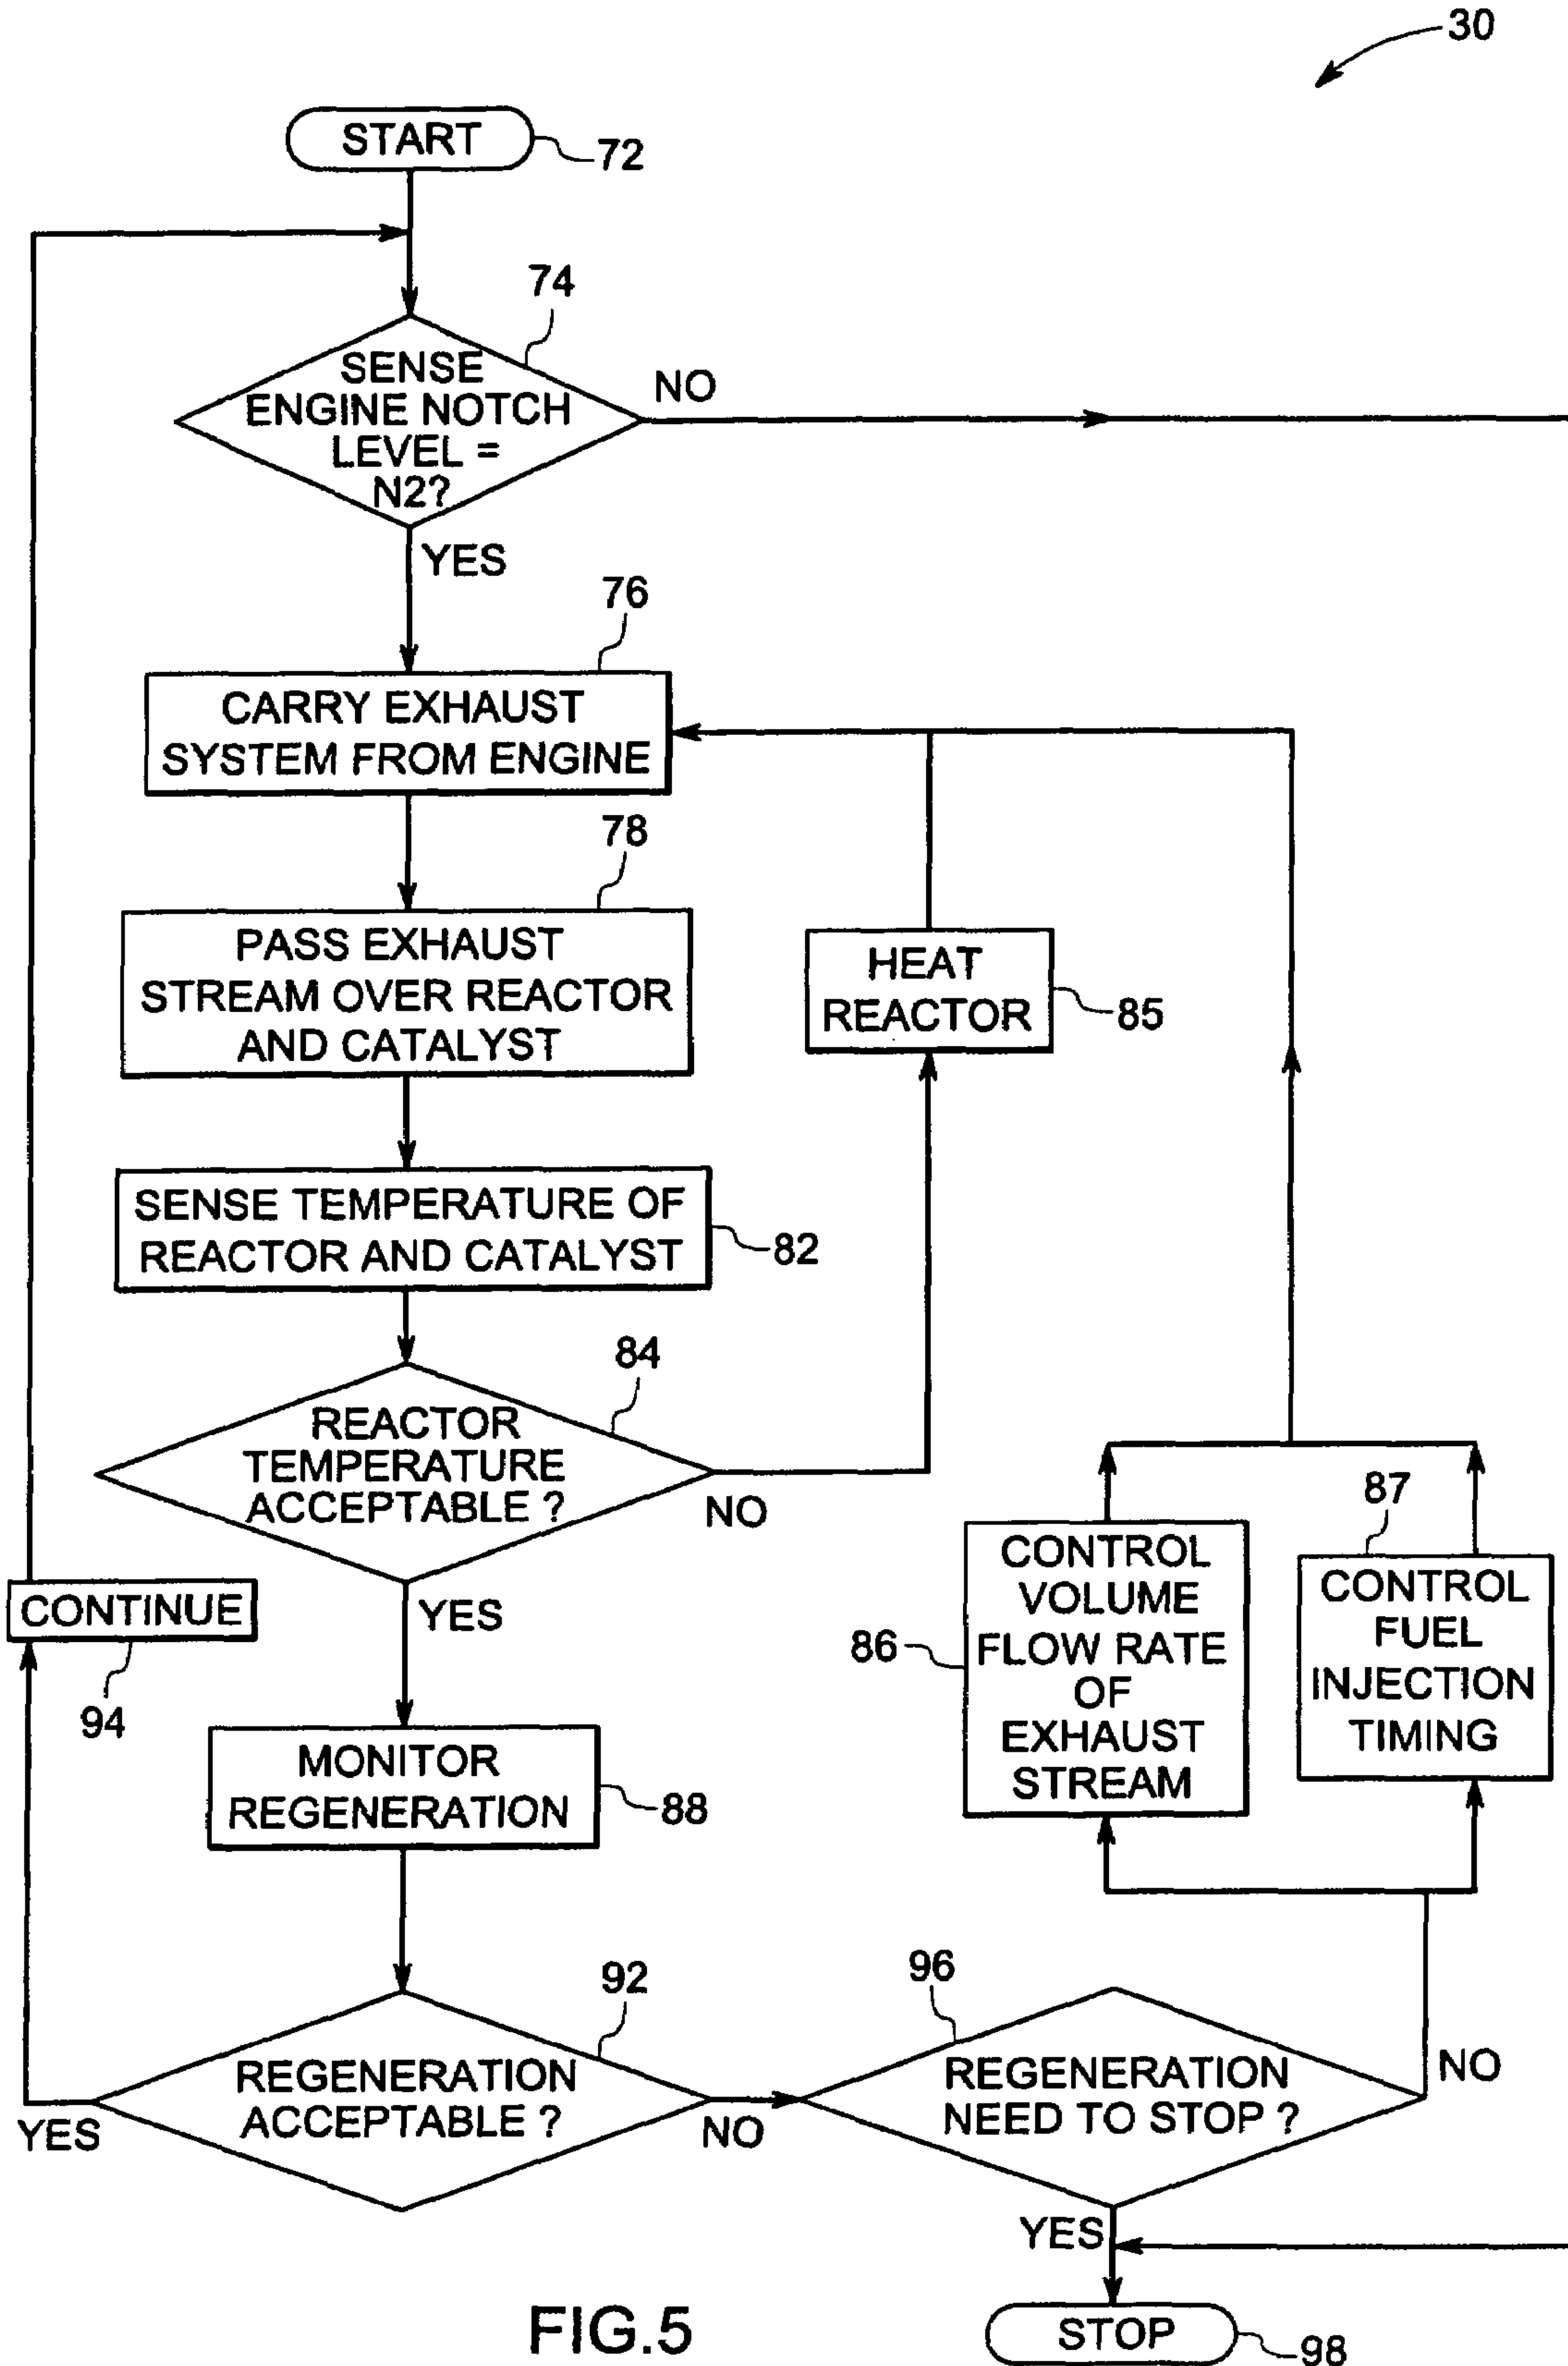 30
START
72
74
SENSE
ENGINE NOTCH
LEVEL =
N2?
NO
YES
76
CARRY EXHAUST
SYSTEM FROM ENGINE
78
PASS EXHAUST
STREAM OVER REACTOR
AND CATALYST
HEAT
REACTOR
85
SENSE TEMPERATURE OF
REACTOR AND CATALYST
82
84
REACTOR
TEMPERATURE
ACCEPTABLE ?
NO
YES
CONTINUE
94
86
CONTROL
VOLUME
FLOW RATE
OF
EXHAUST
STREAM
87
CONTROL
FUEL
INJECTION
TIMING
MONITOR
REGENERATION
88
92
REGENERATION
ACCEPTABLE ?
YES
NO
96
REGENERATION
NEED TO STOP ?
NO
YES
STOP
98
FIG.5